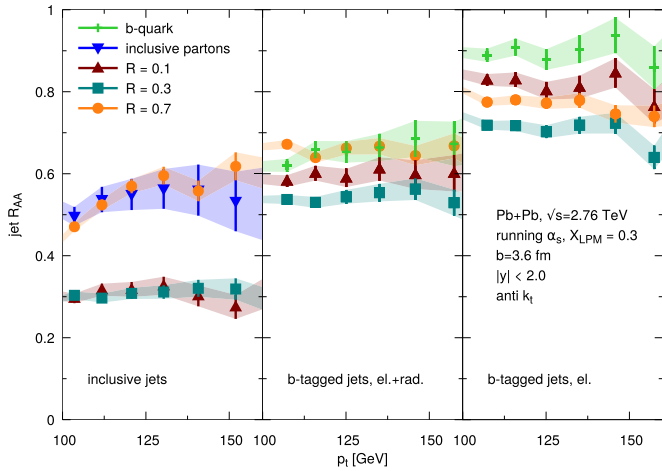 1
0.8
0.6
0.4
0.2
0
jet R_AA
b-quark
inclusive partons
R = 0.1
R = 0.3
R = 0.7
Pb+Pb, √s=2.76 TeV
running α_s, X_LPM = 0.3
b=3.6 fm
|y| < 2.0
anti k_t
inclusive jets
b-tagged jets, el.+rad.
b-tagged jets, el.
100 125 150 100 125 150 100 125 150
p_t [GeV]